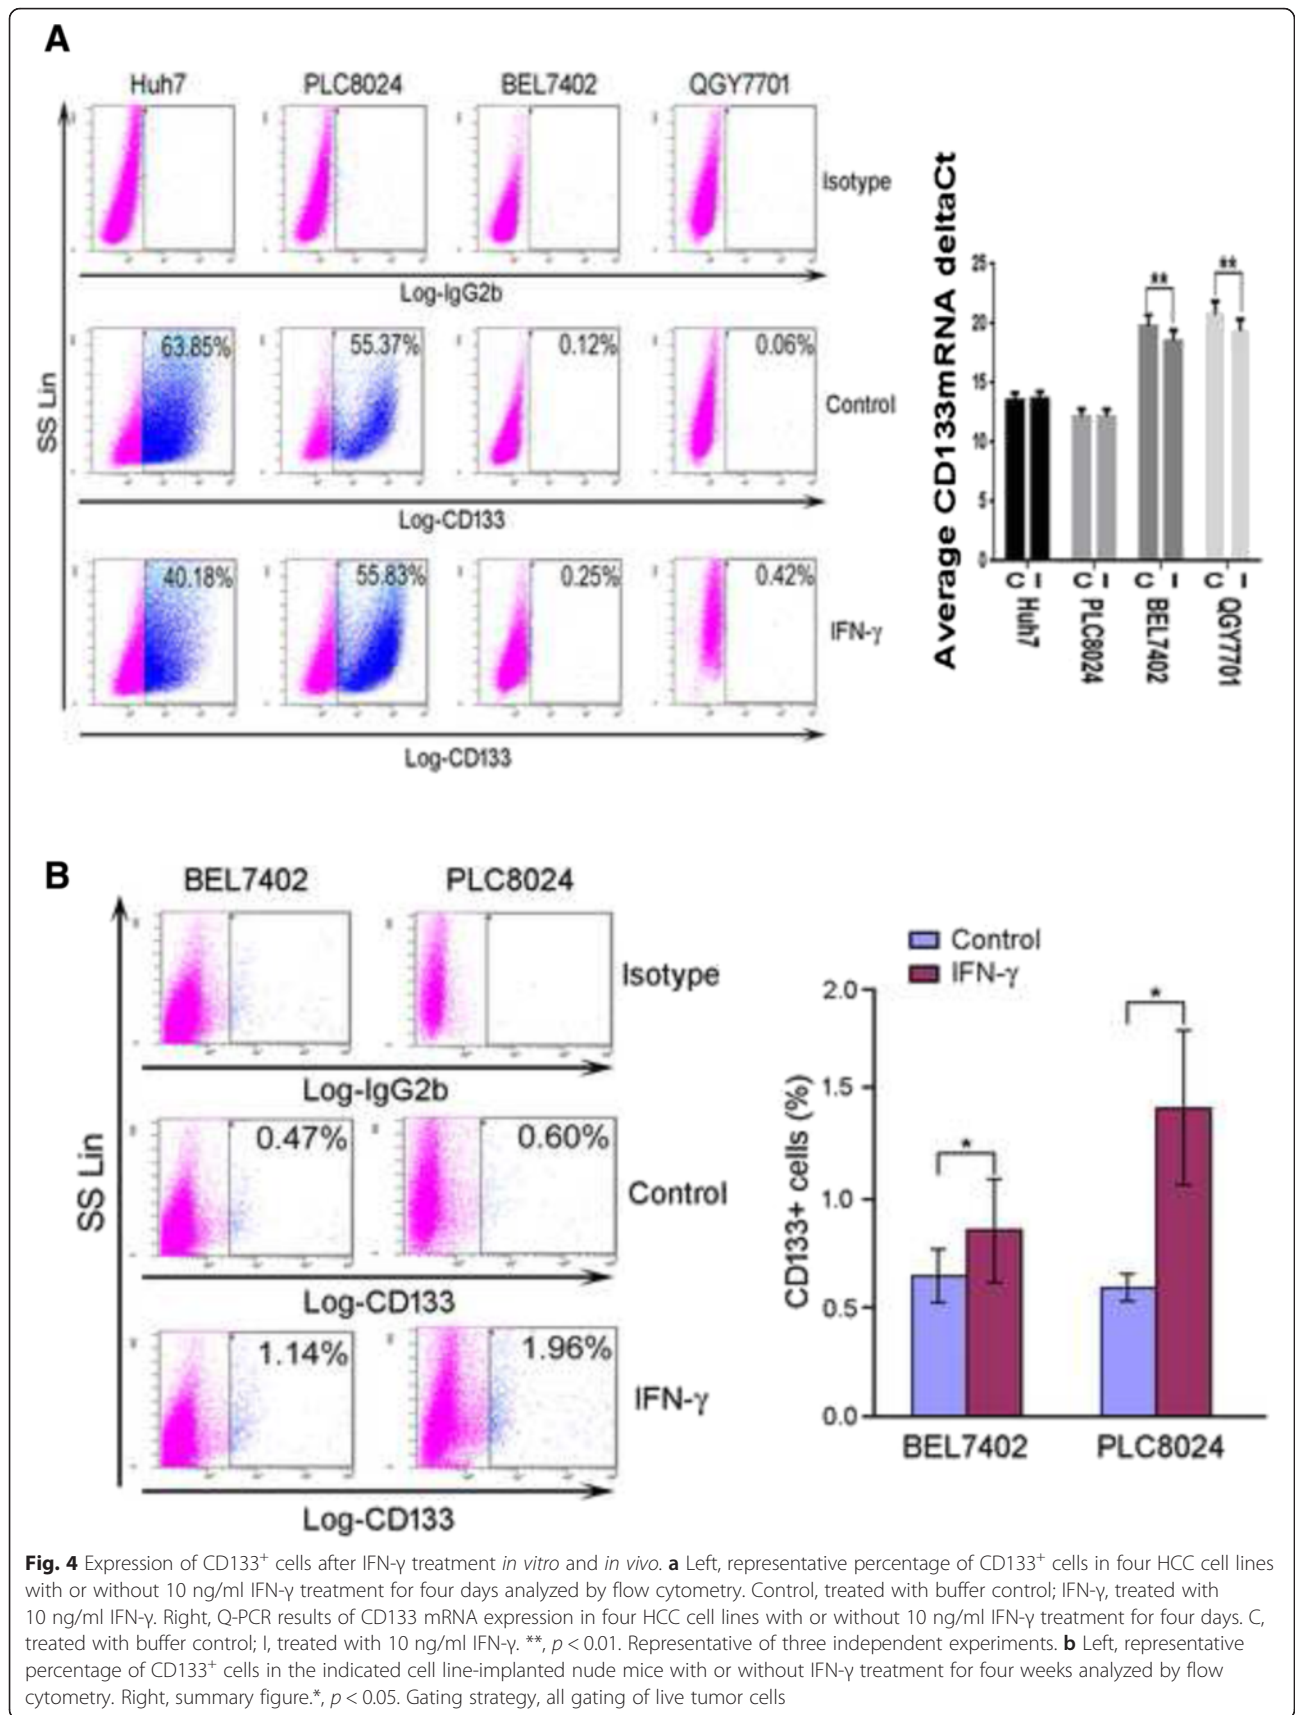 A
Huh7 PLC8024 BEL7402 QGY7701
Isotype
Log-IgG2b
63.85% 55.37% 0.12% 0.06%
Control
SS Lin
Log-CD133
40.18% 55.83% 0.25% 0.42%
IFN-γ
Log-CD133
Average CD133mRNA deltaCt
25
20
15
10
5
0
** **
C I C I C I C I
Huh7 PLC8024 BEL7402 QGY7701
B
BEL7402 PLC8024
Isotype
Log-IgG2b
0.47% 0.60%
Control
SS Lin
Log-CD133
1.14% 1.96%
IFN-γ
Log-CD133
Control
IFN-γ
CD133+ cells (%)
2.0
1.5
1.0
0.5
0.0
* *
BEL7402 PLC8024
Fig. 4 Expression of CD133⁺ cells after IFN-γ treatment in vitro and in vivo. a Left, representative percentage of CD133⁺ cells in four HCC cell lines
with or without 10 ng/ml IFN-γ treatment for four days analyzed by flow cytometry. Control, treated with buffer control; IFN-γ, treated with
10 ng/ml IFN-γ. Right, Q-PCR results of CD133 mRNA expression in four HCC cell lines with or without 10 ng/ml IFN-γ treatment for four days. C,
treated with buffer control; I, treated with 10 ng/ml IFN-γ. **, p < 0.01. Representative of three independent experiments. b Left, representative
percentage of CD133⁺ cells in the indicated cell line-implanted nude mice with or without IFN-γ treatment for four weeks analyzed by flow
cytometry. Right, summary figure.*, p < 0.05. Gating strategy, all gating of live tumor cells